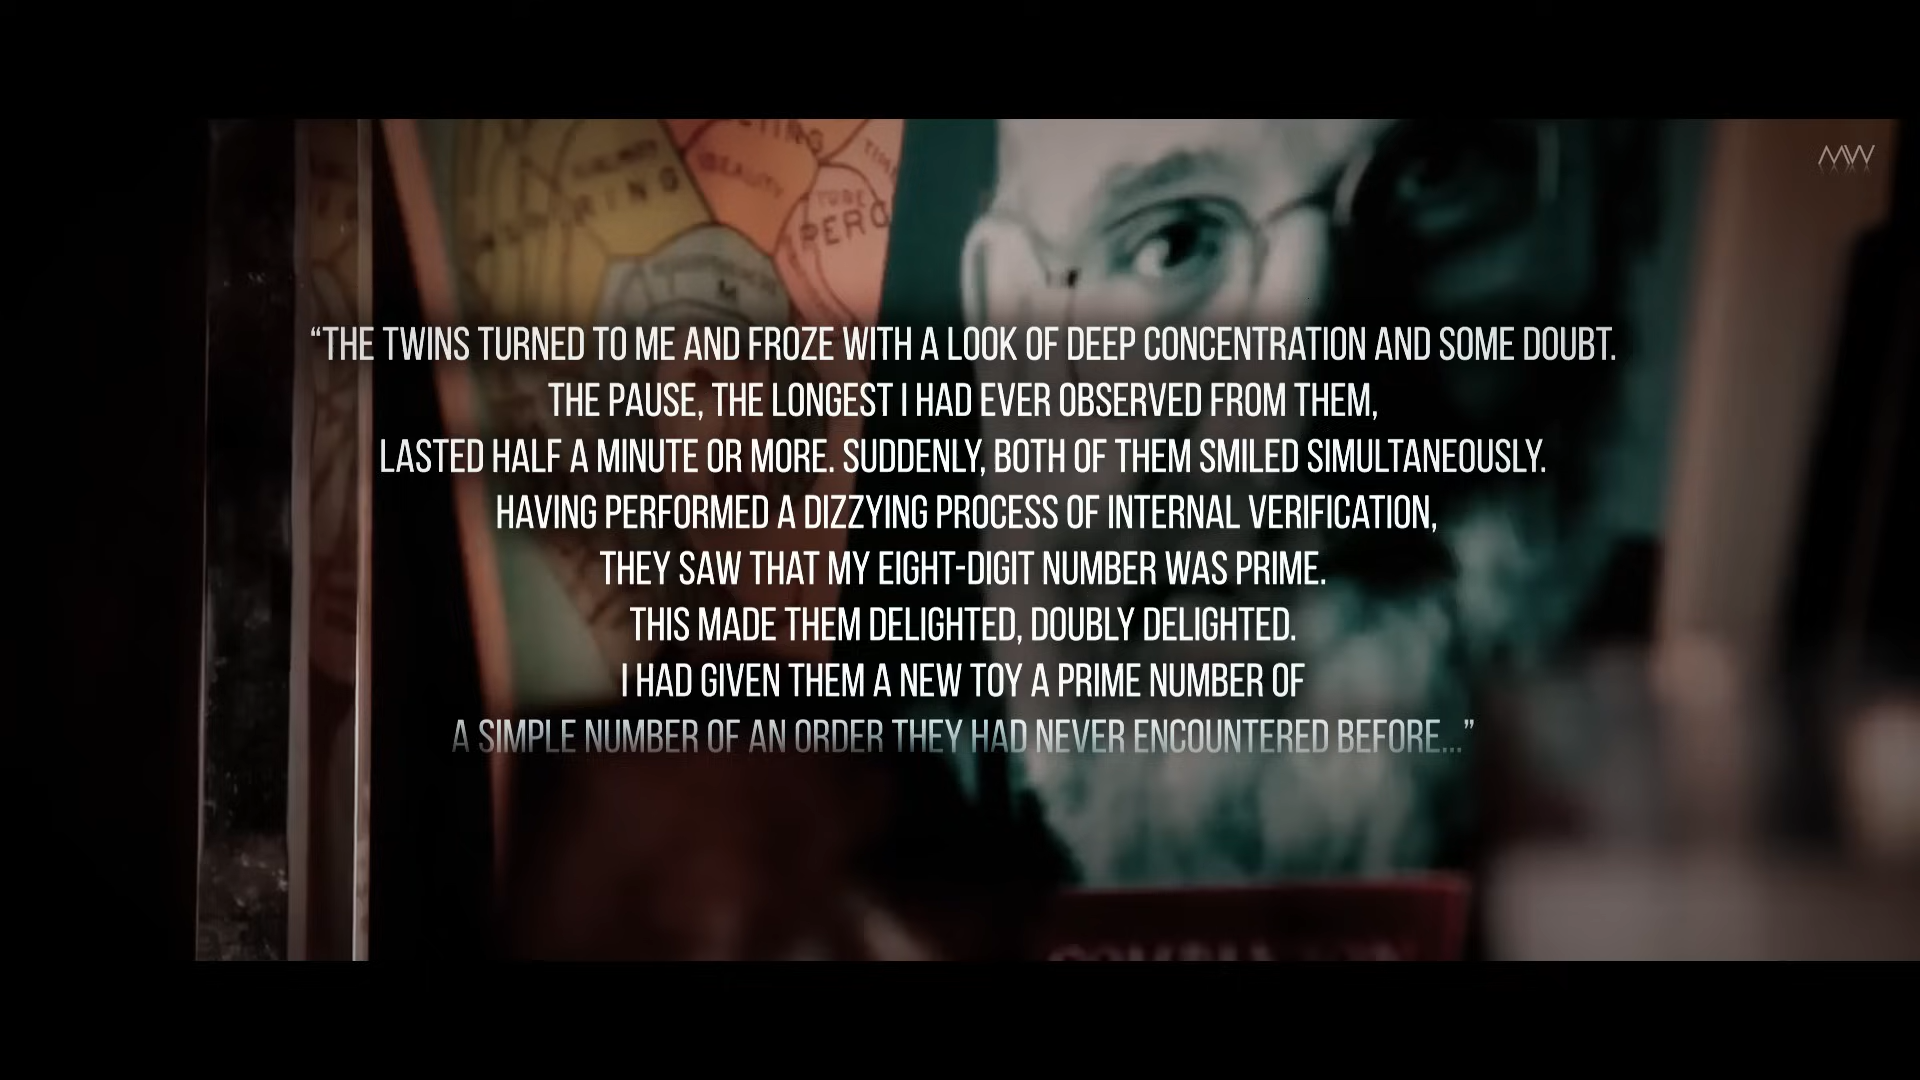 MW
“THE TWINS TURNED TO ME AND FROZE WITH A LOOK OF DEEP CONCENTRATION AND SOME DOUBT.
THE PAUSE, THE LONGEST I HAD EVER OBSERVED FROM THEM,
LASTED HALF A MINUTE OR MORE. SUDDENLY, BOTH OF THEM SMILED SIMULTANEOUSLY.
HAVING PERFORMED A DIZZYING PROCESS OF INTERNAL VERIFICATION,
THEY SAW THAT MY EIGHT-DIGIT NUMBER WAS PRIME.
THIS MADE THEM DELIGHTED, DOUBLY DELIGHTED.
I HAD GIVEN THEM A NEW TOY A PRIME NUMBER OF
A SIMPLE NUMBER OF AN ORDER THEY HAD NEVER ENCOUNTERED BEFORE...”
BEAUTY